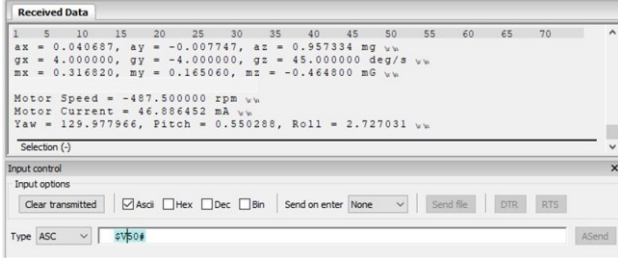 Received Data
1 5 10 15 20 25 30 35 40 45 50 55 60 65 70
ax = 0.040687, ay = -0.007747, az = 0.957334 mg
gx = 4.000000, gy = -4.000000, gz = 45.000000 deg/s
mx = 0.316820, my = 0.165060, mz = -0.464800 mG
Motor Speed = -487.500000 rpm
Motor Current = 46.886452 mA
Yaw = 129.977966, Pitch = 0.550288, Roll = 2.727031
Selection (-)
Input control
Input options
Clear transmitted Ascii Hex Dec Bin Send on enter None Send file DTR RTS
Type ASC $V50# ASend